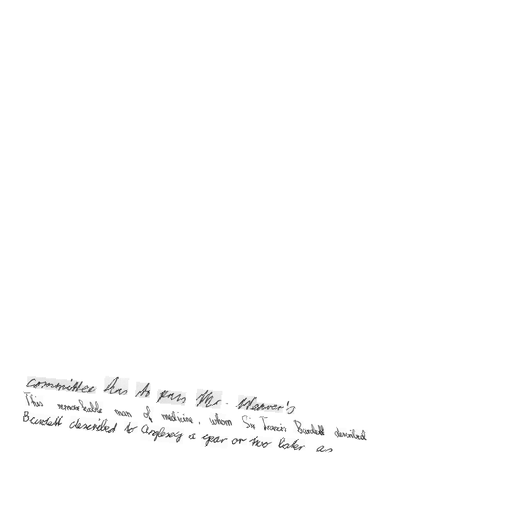 committee has to pass Mr. Weaver's
This remarkable man of medicine, whom Sir Francis Burdett described
Burdett described to Anglesey a year or two later as